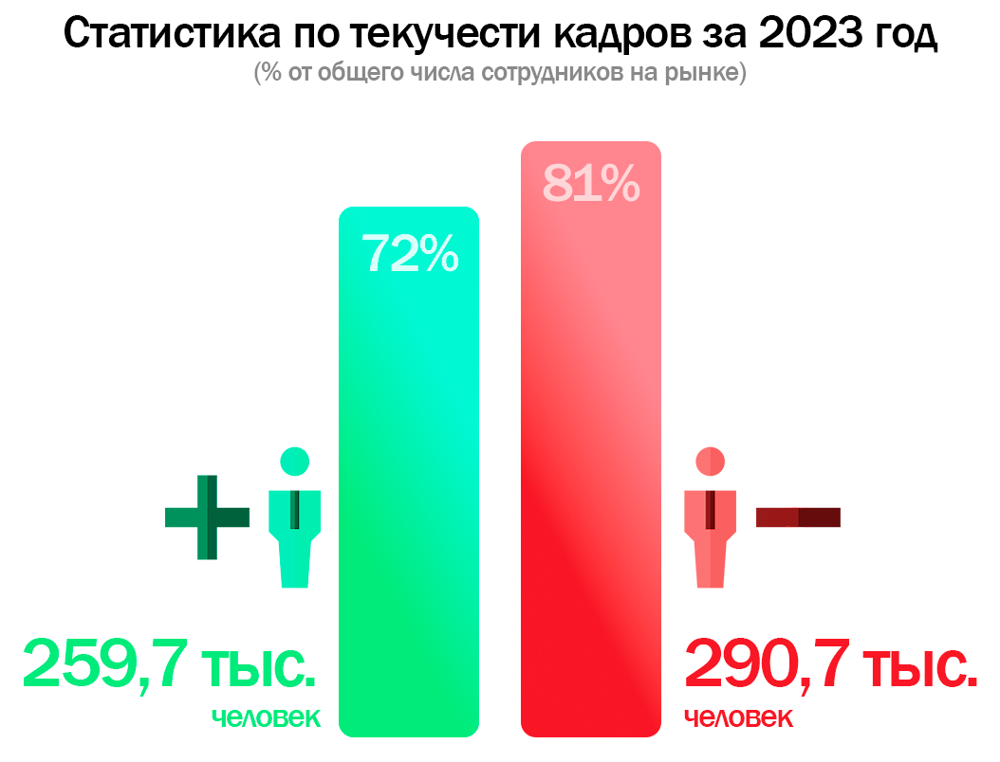 Статистика по текучести кадров за 2023 год
(% от общего числа сотрудников на рынке)
81%
72%
259,7 тыс.
человек
290,7 тыс.
человек